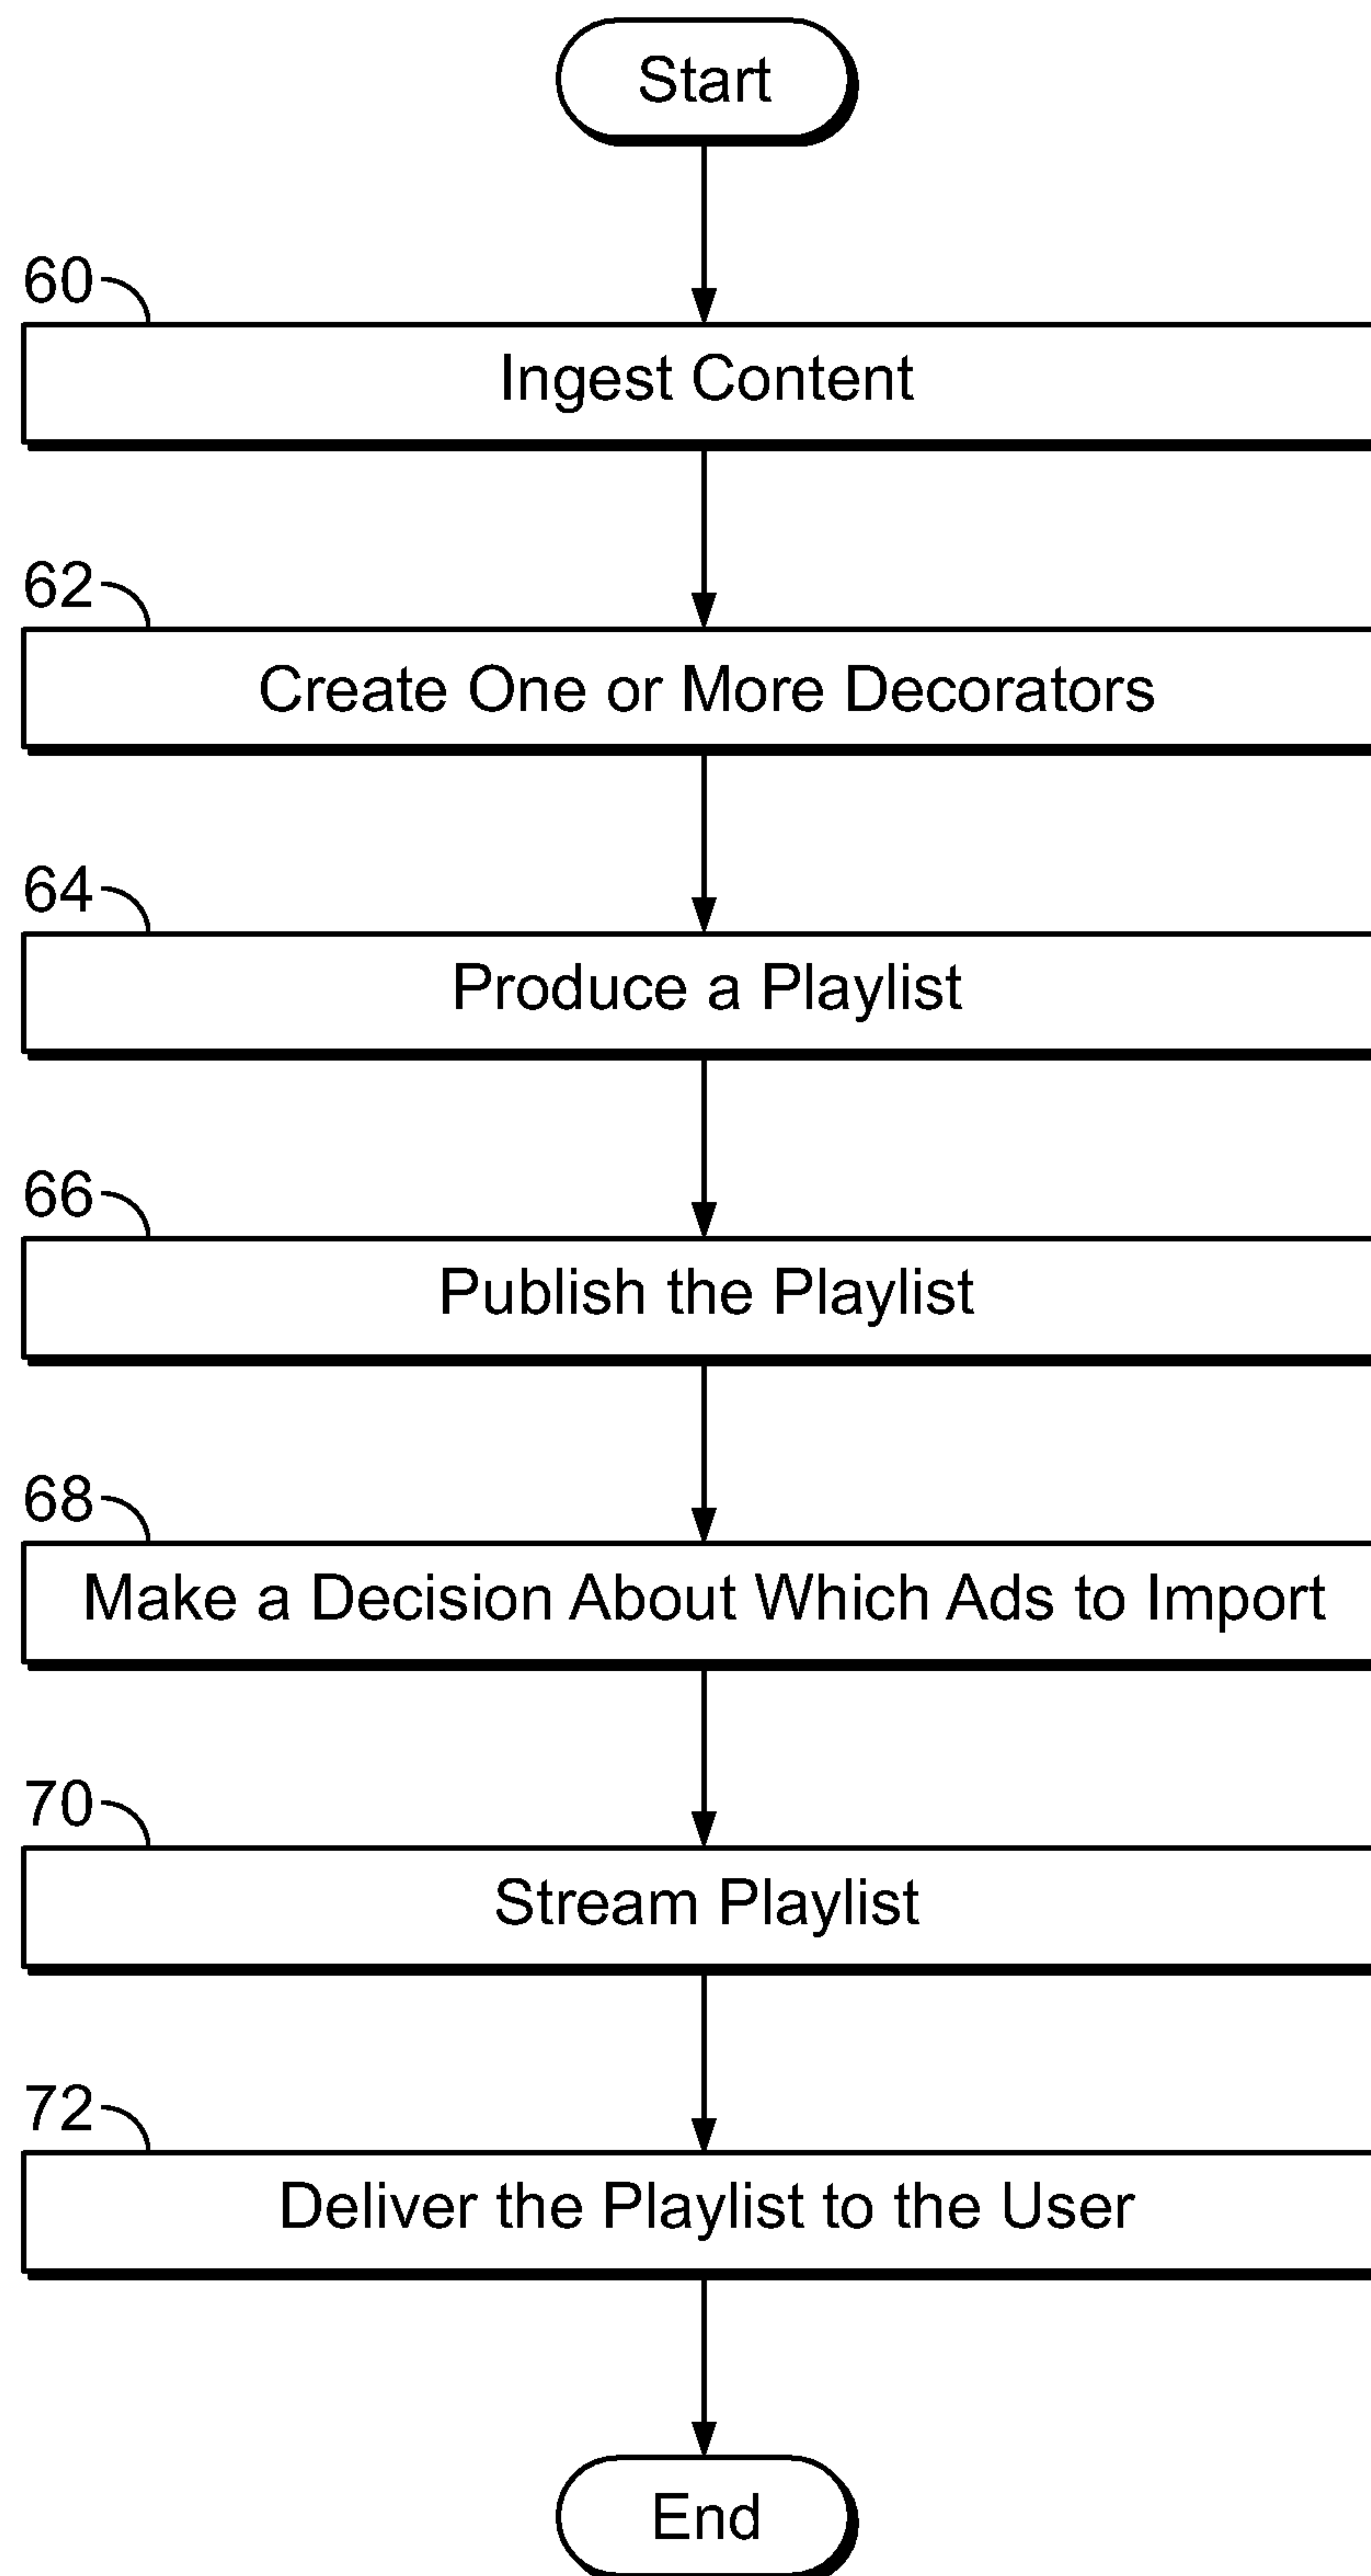 Start
60
Ingest Content
62
Create One or More Decorators
64
Produce a Playlist
66
Publish the Playlist
68
Make a Decision About Which Ads to Import
70
Stream Playlist
72
Deliver the Playlist to the User
End